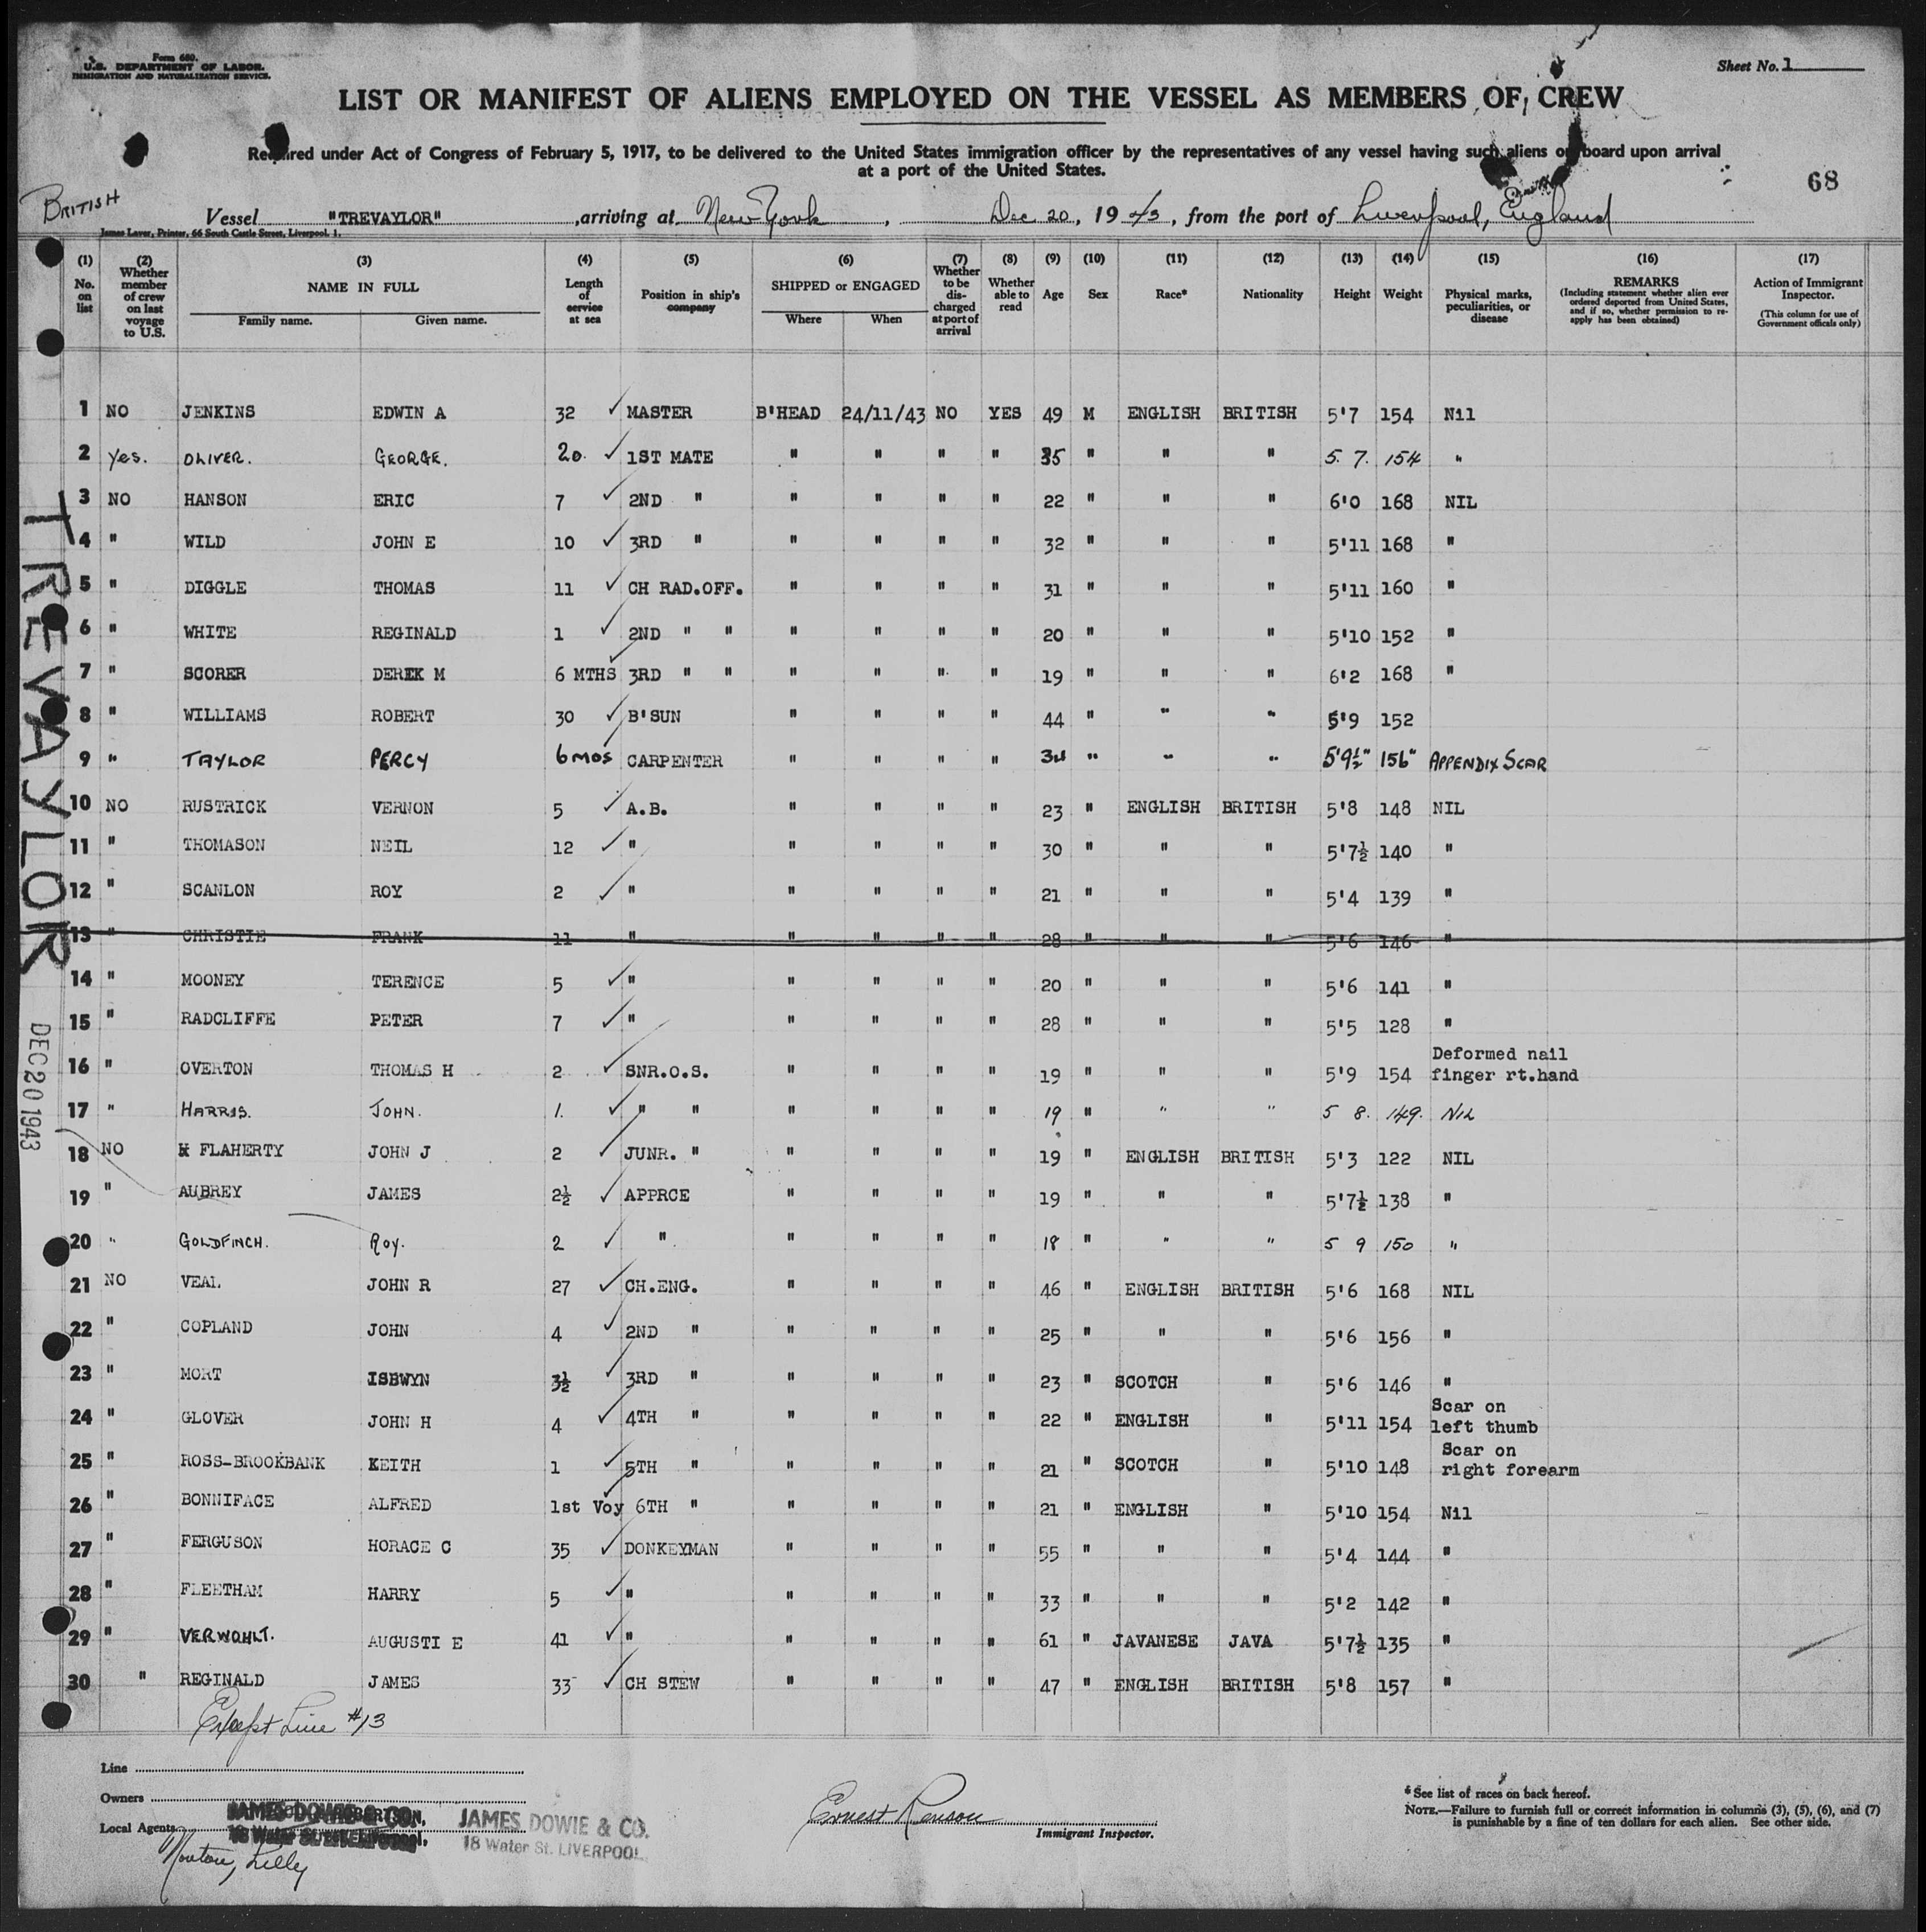 Form 680.
U.S. DEPARTMENT OF LABOR.
IMMIGRATION AND NATURALIZATION SERVICE.
Sheet No. 1
LIST OR MANIFEST OF ALIENS EMPLOYED ON THE VESSEL AS MEMBERS OF CREW
Required under Act of Congress of February 5, 1917, to be delivered to the United States immigration officer by the representatives of any vessel having such aliens on board upon arrival
at a port of the United States.
68
BRITISH
Vessel "TREVAYLOR" , arriving at New York , Dec 20, 1943, from the port of Liverpool, England
James Laver, Printer, 66 South Castle Street, Liverpool. 1.
(1) No. on list (2) Whether member of crew on last voyage to U.S. (3) NAME IN FULL Family name. Given name. (4) Length of service at sea (5) Position in ship's company (6) SHIPPED or ENGAGED Where When (7) Whether to be discharged at port of arrival (8) Whether able to read (9) Age (10) Sex (11) Race* (12) Nationality (13) Height (14) Weight (15) Physical marks, peculiarities, or disease (16) REMARKS (Including statement whether alien ever ordered deported from United States, and if so, whether permission to re-apply has been obtained) (17) Action of Immigrant Inspector. (This column for use of Government officals only)
1 NO JENKINS EDWIN A 32 ✓ MASTER B'HEAD 24/11/43 NO YES 49 M ENGLISH BRITISH 5'7 154 Nil
2 Yes. OLIVER. GEORGE. 20. ✓ 1ST MATE " " " " 35 " " " 5. 7. 154 "
3 NO HANSON ERIC 7 ✓ 2ND " " " " " 22 " " " 6'0 168 NIL
4 " WILD JOHN E 10 ✓ 3RD " " " " " 32 " " " 5'11 168 "
5 " DIGGLE THOMAS 11 ✓ CH RAD.OFF. " " " " 31 " " " 5'11 160 "
6 " WHITE REGINALD 1 ✓ 2ND " " " " " " 20 " " " 5'10 152 "
7 " SCORER DEREK M 6 MTHS ✓ 3RD " " " " " " 19 " " " 6'2 168 "
8 " WILLIAMS ROBERT 30 ✓ B'SUN " " " " 44 " " " 5'9 152
9 " TAYLOR PERCY 6 mos ✓ CARPENTER " " " " 34 " " " 5'9½" 156" APPENDIX SCAR
10 NO RUSTRICK VERNON 5 ✓ A.B. " " " " 23 " ENGLISH BRITISH 5'8 148 NIL
11 " THOMASON NEIL 12 ✓ " " " " " 30 " " " 5'7½ 140 "
12 " SCANLON ROY 2 ✓ " " " " " 21 " " " 5'4 139 "
13 " CHRISTIE FRANK 11 " " " " " 28 " " " 5'6 146 "
14 " MOONEY TERENCE 5 ✓ " " " " " 20 " " " 5'6 141 "
15 " RADCLIFFE PETER 7 ✓ " " " " " 28 " " " 5'5 128 "
16 " OVERTON THOMAS H 2 ✓ SNR.O.S. " " " " 19 " " " 5'9 154 Deformed nail finger rt.hand
17 " HARRIS. JOHN. 1. ✓ " " " " " " 19 " " " 5 8. 149. Nil
18 NO FLAHERTY JOHN J 2 ✓ JUNR. " " " " " 19 " ENGLISH BRITISH 5'3 122 NIL
19 " AUBREY JAMES 2½ ✓ APPRCE " " " " 19 " " " 5'7½ 138 "
20 " GOLDFINCH. ROY. 2 ✓ " " " " " 18 " " " 5 9 150 "
21 NO VEAL JOHN R 27 ✓ CH.ENG. " " " " 46 " ENGLISH BRITISH 5'6 168 NIL
22 " COPLAND JOHN 4 ✓ 2ND " " " " " 25 " " " 5'6 156 "
23 " MORT ISBWYN 3½ ✓ 3RD " " " " " 23 " SCOTCH " 5'6 146 "
24 " GLOVER JOHN H 4 ✓ 4TH " " " " " 22 " ENGLISH " 5'11 154 Scar on left thumb
25 " ROSS-BROOKBANK KEITH 1 ✓ 5TH " " " " " 21 " SCOTCH " 5'10 148 Scar on right forearm
26 " BONNIFACE ALFRED 1st Voy ✓ 6TH " " " " " 21 " ENGLISH " 5'10 154 Nil
27 " FERGUSON HORACE C 35 ✓ DONKEYMAN " " " " 55 " " " 5'4 144 "
28 " FLEETHAM HARRY 5 ✓ " " " " " 33 " " " 5'2 142 "
29 " VERWOHLT. AUGUSTI E 41 ✓ " " " " " 61 " JAVANESE JAVA 5'7½ 135 "
30 " REGINALD JAMES 33 ✓ CH STEW " " " " 47 " ENGLISH BRITISH 5'8 157 "
Except Line #13
TREVAYLOR
DEC 20 1943
Line
Owners
Local Agents
JAMES DOWIE & CO.
18 Water St. LIVERPOOL
Norton, Lilly
Ernest Renson
Immigrant Inspector.
* See list of races on back hereof.
NOTE.—Failure to furnish full or correct information in columns (3), (5), (6), and (7)
is punishable by a fine of ten dollars for each alien. See other side.